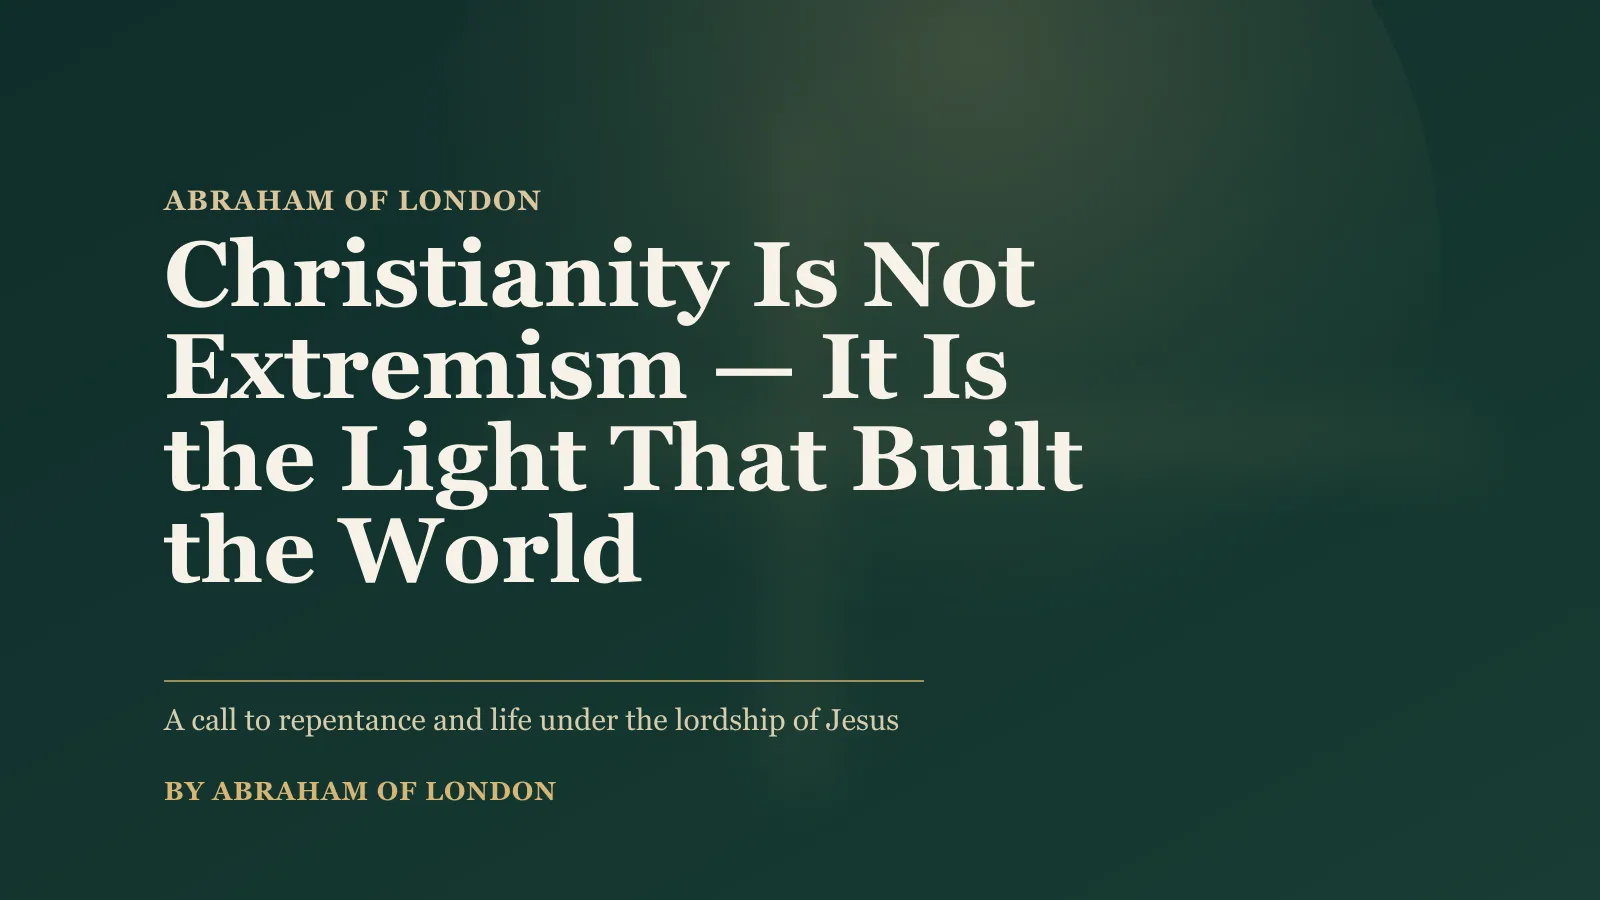 ABRAHAM OF LONDON
Christianity Is Not
Extremism — It Is
the Light That Built
the World
A call to repentance and life under the lordship of Jesus
BY ABRAHAM OF LONDON